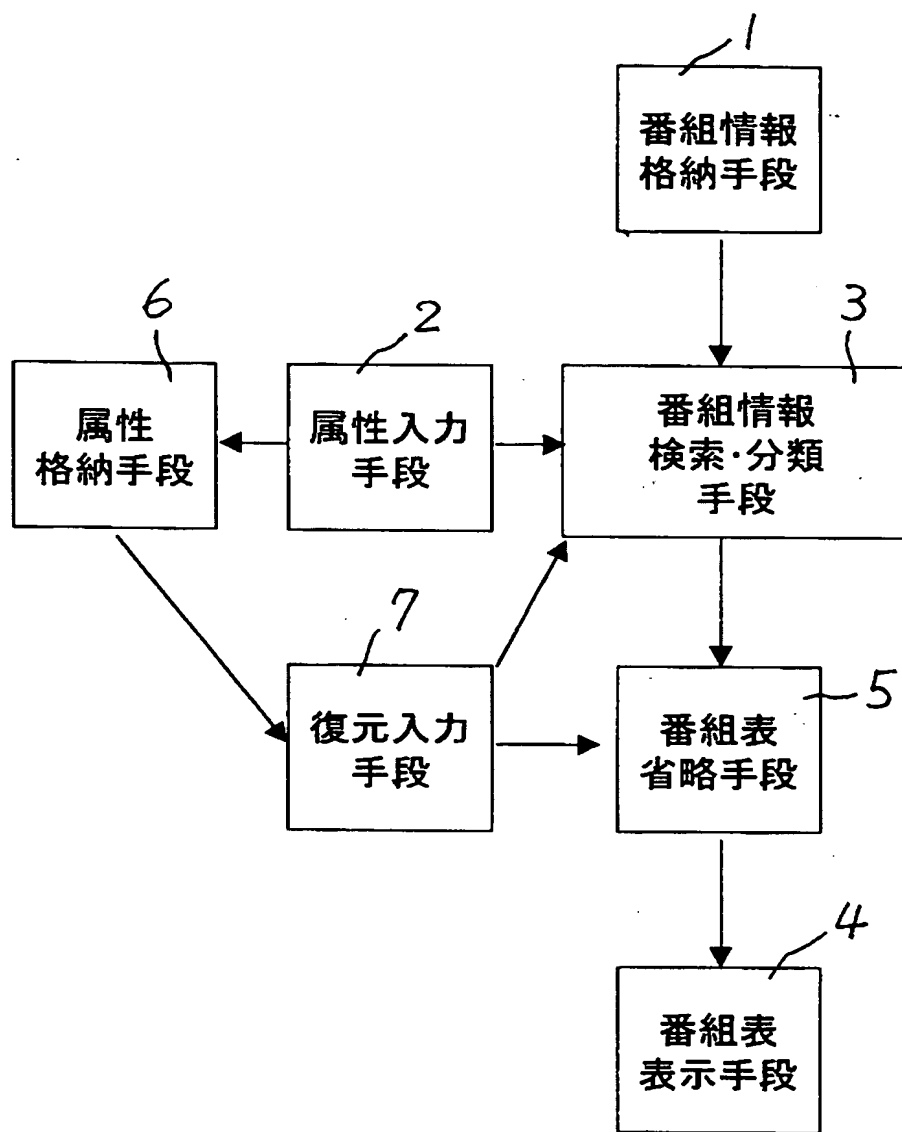 1
番組情報
格納手段
6
2
3
属性
格納手段
属性入力
手段
番組情報
検索・分類
手段
7
5
復元入力
手段
番組表
省略手段
4
番組表
表示手段